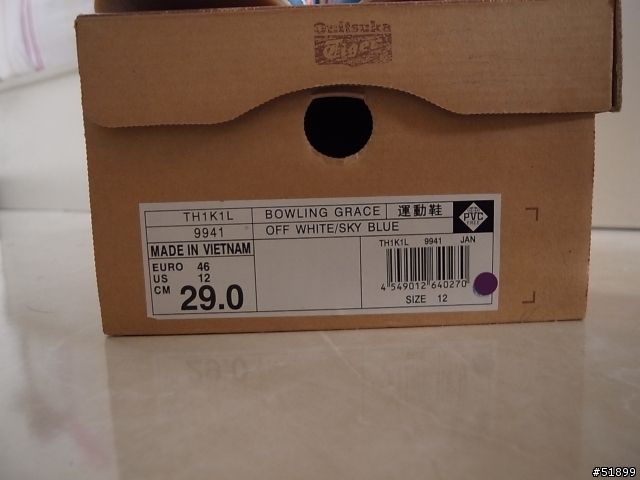 Onitsuka
Tiger
TH1K1L BOWLING GRACE 運動鞋
9941 OFF WHITE/SKY BLUE
PVC
FREE
MADE IN VIETNAM
EURO 46
US 12
CM 29.0
TH1K1L 9941 JAN
4 549012 640270
SIZE 12
#51899